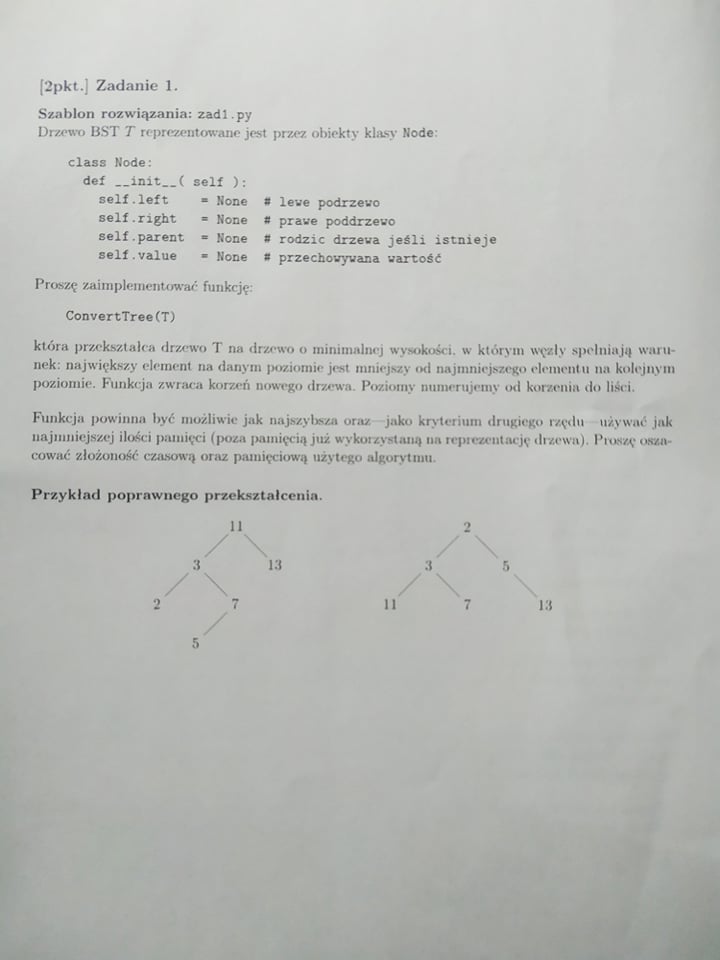 [2pkt.] Zadanie 1.
Szablon rozwiązania: zad1.py
Drzewo BST T reprezentowane jest przez obiekty klasy Node:
class Node:
def __init__( self ):
self.left = None # lewe podrzewo
self.right = None # prawe poddrzewo
self.parent = None # rodzic drzewa jeśli istnieje
self.value = None # przechowywana wartość
Proszę zaimplementować funkcję:
ConvertTree(T)
która przekształca drzewo T na drzewo o minimalnej wysokości, w którym węzły spełniają waru-
nek: największy element na danym poziomie jest mniejszy od najmniejszego elementu na kolejnym
poziomie. Funkcja zwraca korzeń nowego drzewa. Poziomy numerujemy od korzenia do liści.
Funkcja powinna być możliwie jak najszybsza oraz—jako kryterium drugiego rzędu—używać jak
najmniejszej ilości pamięci (poza pamięcią już wykorzystaną na reprezentację drzewa). Proszę osza-
cować złożoność czasową oraz pamięciową użytego algorytmu.
Przykład poprawnego przekształcenia.
11 2
3 13 3 5
2 7 11 7 13
5